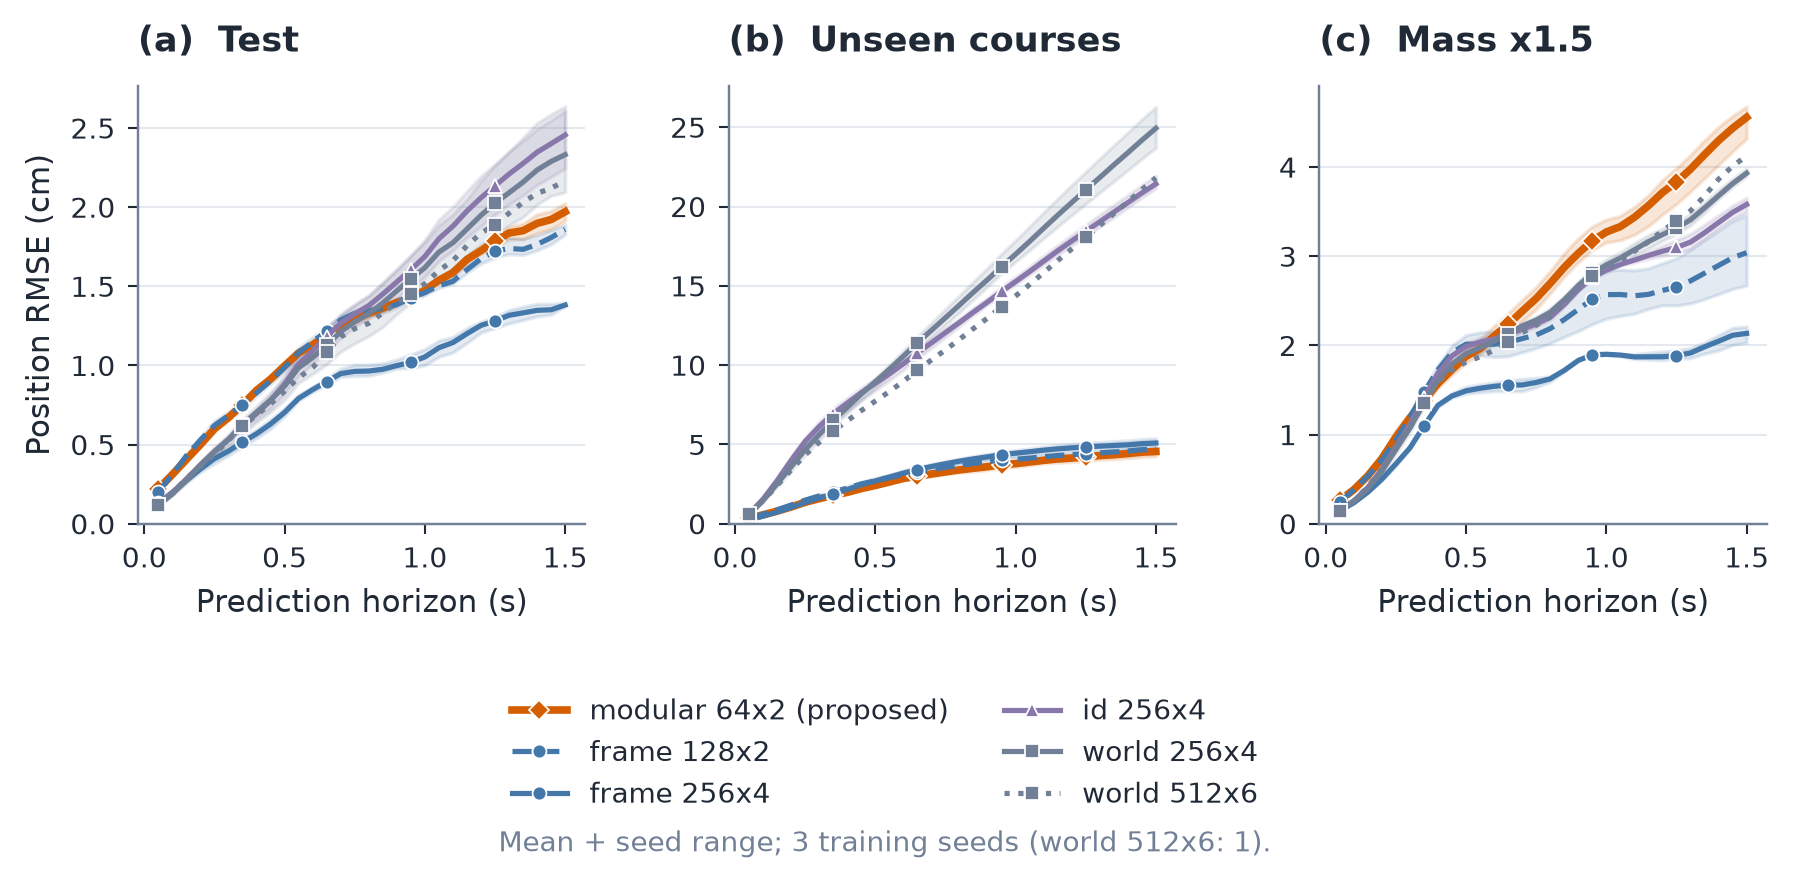 (a) Test
(b) Unseen courses
(c) Mass x1.5
Position RMSE (cm)
2.5
2.0
1.5
1.0
0.5
0.0
0.0 0.5 1.0 1.5
Prediction horizon (s)
25
20
15
10
5
0
0.0 0.5 1.0 1.5
Prediction horizon (s)
4
3
2
1
0
0.0 0.5 1.0 1.5
Prediction horizon (s)
modular 64x2 (proposed)
frame 128x2
frame 256x4
id 256x4
world 256x4
world 512x6
Mean + seed range; 3 training seeds (world 512x6: 1).